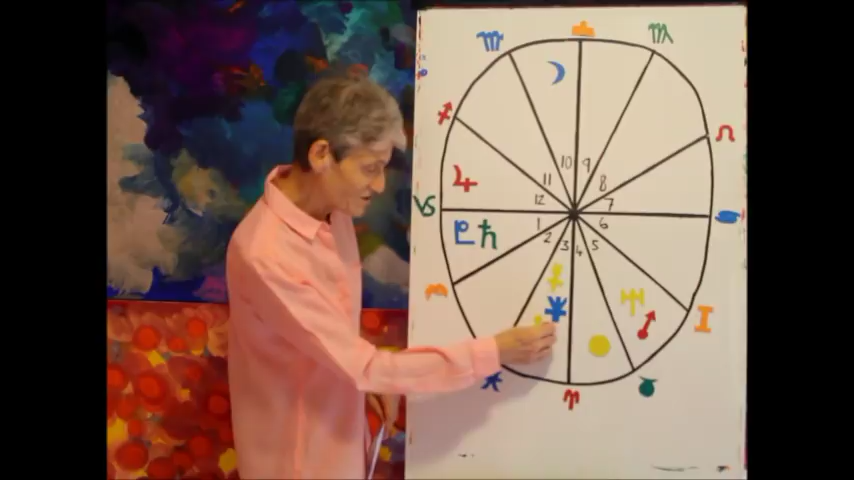 ♍ ♎ ♏
☽
♐ ♌
10 9
11 8
♃ 12 7
♑ ♋
♇ ♄ 1 6
2 3 4 5
♒ ♊
♂
♓ ♈ ♉